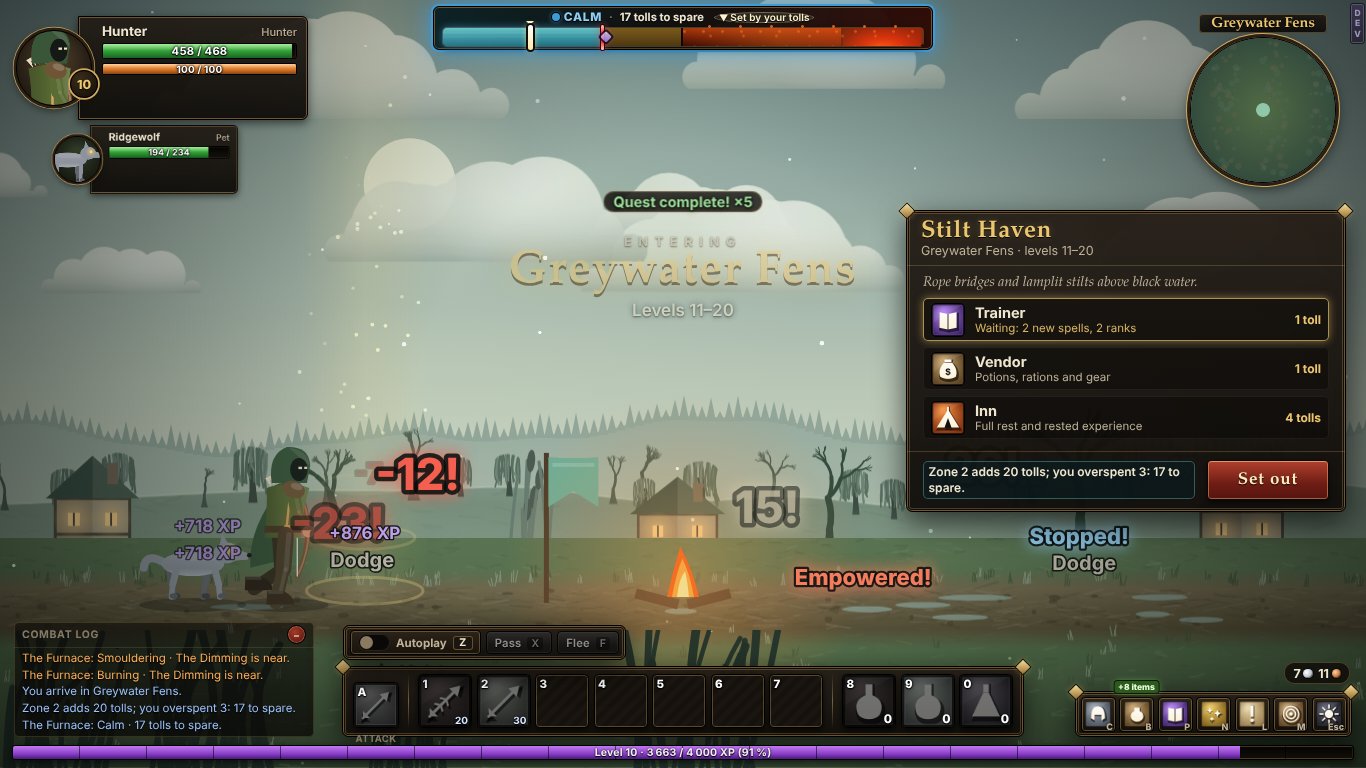 CALM · 17 tolls to spare ▼ Set by your tolls
Hunter Hunter
458 / 468
100 / 100
10
Ridgewolf Pet
194 / 234
Greywater Fens
DEV
Quest complete! ×5
ENTERING
Greywater Fens
Levels 11–20
Stilt Haven
Greywater Fens · levels 11–20
Rope bridges and lamplit stilts above black water.
Trainer
Waiting: 2 new spells, 2 ranks
1 toll
Vendor
Potions, rations and gear
1 toll
Inn
Full rest and rested experience
4 tolls
Zone 2 adds 20 tolls; you overspent 3: 17 to
spare.
Set out
-12!
-23!
+718 XP
+876 XP
+718 XP
Dodge
15!
Stopped!
Dodge
Empowered!
COMBAT LOG
The Furnace: Smouldering · The Dimming is near.
The Furnace: Burning · The Dimming is near.
You arrive in Greywater Fens.
Zone 2 adds 20 tolls; you overspent 3: 17 to spare.
The Furnace: Calm · 17 tolls to spare.
Autoplay Z Pass X Flee F
A 1 2 3 4 5 6 7 8 9 0
20 30 0 0 0
ATTACK
7 11
+8 items
C B P N L M Esc
Level 10 · 3 663 / 4 000 XP (91 %)